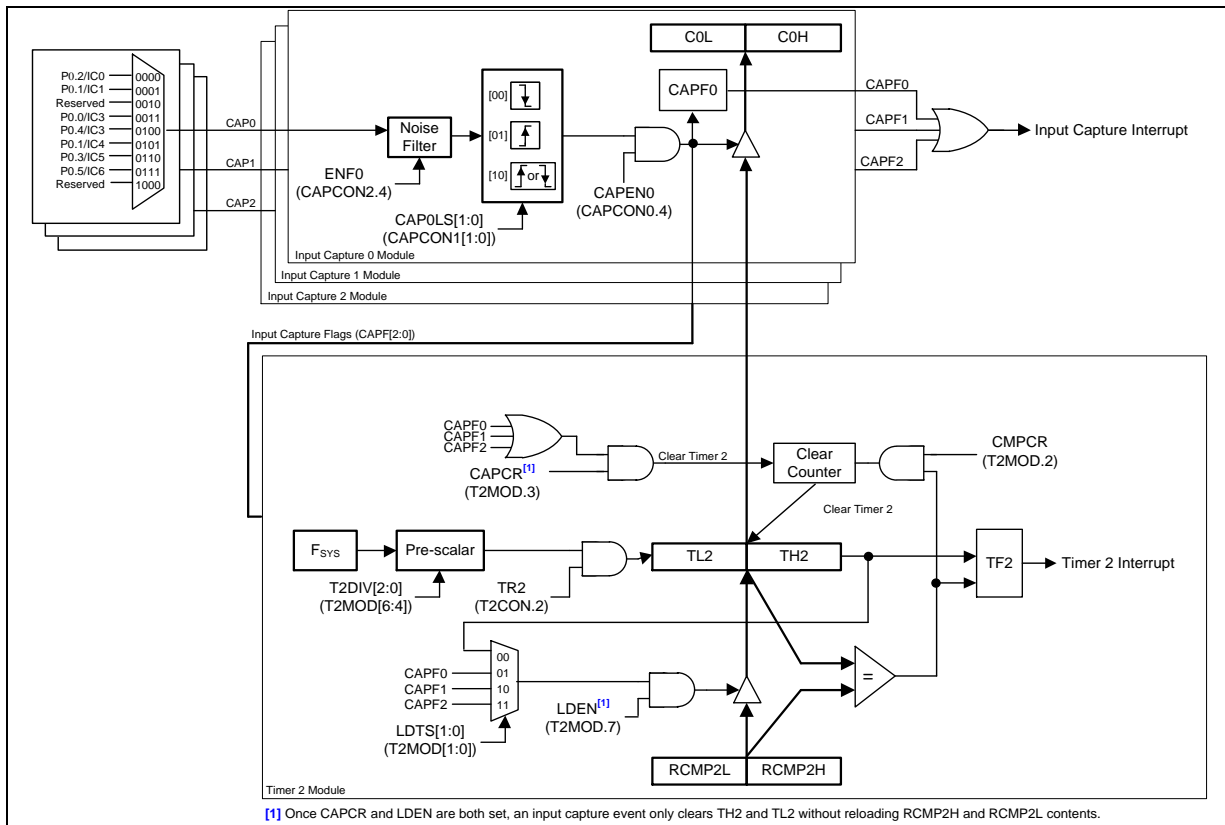 C0L C0H
P0.2/IC0 0000
P0.1/IC1 0001
Reserved 0010
P0.0/IC3 0011
P0.4/IC3 0100
P0.1/IC4 0101
P0.3/IC5 0110
P0.5/IC6 0111
Reserved 1000
CAP0
CAP1
CAP2
Noise
Filter
ENF0
(CAPCON2.4)
[00]
[01]
[10] or
CAP0LS[1:0]
(CAPCON1[1:0])
CAPEN0
(CAPCON0.4)
CAPF0
CAPF0
CAPF1
CAPF2
Input Capture Interrupt
Input Capture 0 Module
Input Capture 1 Module
Input Capture 2 Module
Input Capture Flags (CAPF[2:0])
CAPF0
CAPF1
CAPF2
CAPCR[1]
(T2MOD.3)
Clear Timer 2
Clear
Counter
CMPCR
(T2MOD.2)
Clear Timer 2
FSYS
Pre-scalar
T2DIV[2:0]
(T2MOD[6:4])
TR2
(T2CON.2)
TL2 TH2
TF2
Timer 2 Interrupt
00
CAPF0 01
CAPF1 10
CAPF2 11
LDTS[1:0]
(T2MOD[1:0])
LDEN[1]
(T2MOD.7)
=
RCMP2L RCMP2H
Timer 2 Module
[1] Once CAPCR and LDEN are both set, an input capture event only clears TH2 and TL2 without reloading RCMP2H and RCMP2L contents.